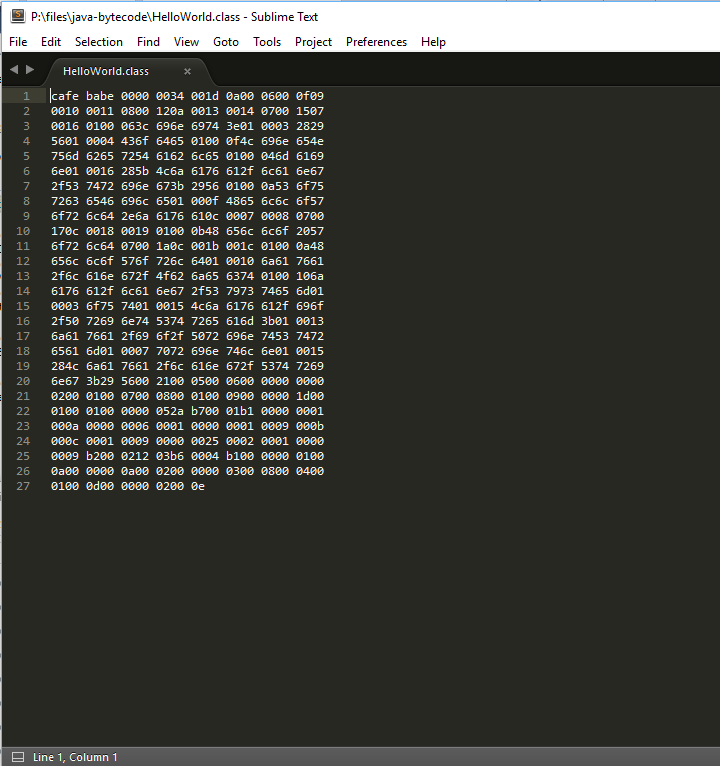 P:\files\java-bytecode\HelloWorld.class - Sublime Text
File Edit Selection Find View Goto Tools Project Preferences Help
HelloWorld.class ×
1 cafe babe 0000 0034 001d 0a00 0600 0f09
2 0010 0011 0800 120a 0013 0014 0700 1507
3 0016 0100 063c 696e 6974 3e01 0003 2829
4 5601 0004 436f 6465 0100 0f4c 696e 654e
5 756d 6265 7254 6162 6c65 0100 046d 6169
6 6e01 0016 285b 4c6a 6176 612f 6c61 6e67
7 2f53 7472 696e 673b 2956 0100 0a53 6f75
8 7263 6546 696c 6501 000f 4865 6c6c 6f57
9 6f72 6c64 2e6a 6176 610c 0007 0008 0700
10 170c 0018 0019 0100 0b48 656c 6c6f 2057
11 6f72 6c64 0700 1a0c 001b 001c 0100 0a48
12 656c 6c6f 576f 726c 6401 0010 6a61 7661
13 2f6c 616e 672f 4f62 6a65 6374 0100 106a
14 6176 612f 6c61 6e67 2f53 7973 7465 6d01
15 0003 6f75 7401 0015 4c6a 6176 612f 696f
16 2f50 7269 6e74 5374 7265 616d 3b01 0013
17 6a61 7661 2f69 6f2f 5072 696e 7453 7472
18 6561 6d01 0007 7072 696e 746c 6e01 0015
19 284c 6a61 7661 2f6c 616e 672f 5374 7269
20 6e67 3b29 5600 2100 0500 0600 0000 0000
21 0200 0100 0700 0800 0100 0900 0000 1d00
22 0100 0100 0000 052a b700 01b1 0000 0001
23 000a 0000 0006 0001 0000 0001 0009 000b
24 000c 0001 0009 0000 0025 0002 0001 0000
25 0009 b200 0212 03b6 0004 b100 0000 0100
26 0a00 0000 0a00 0200 0000 0300 0800 0400
27 0100 0d00 0000 0200 0e
Line 1, Column 1